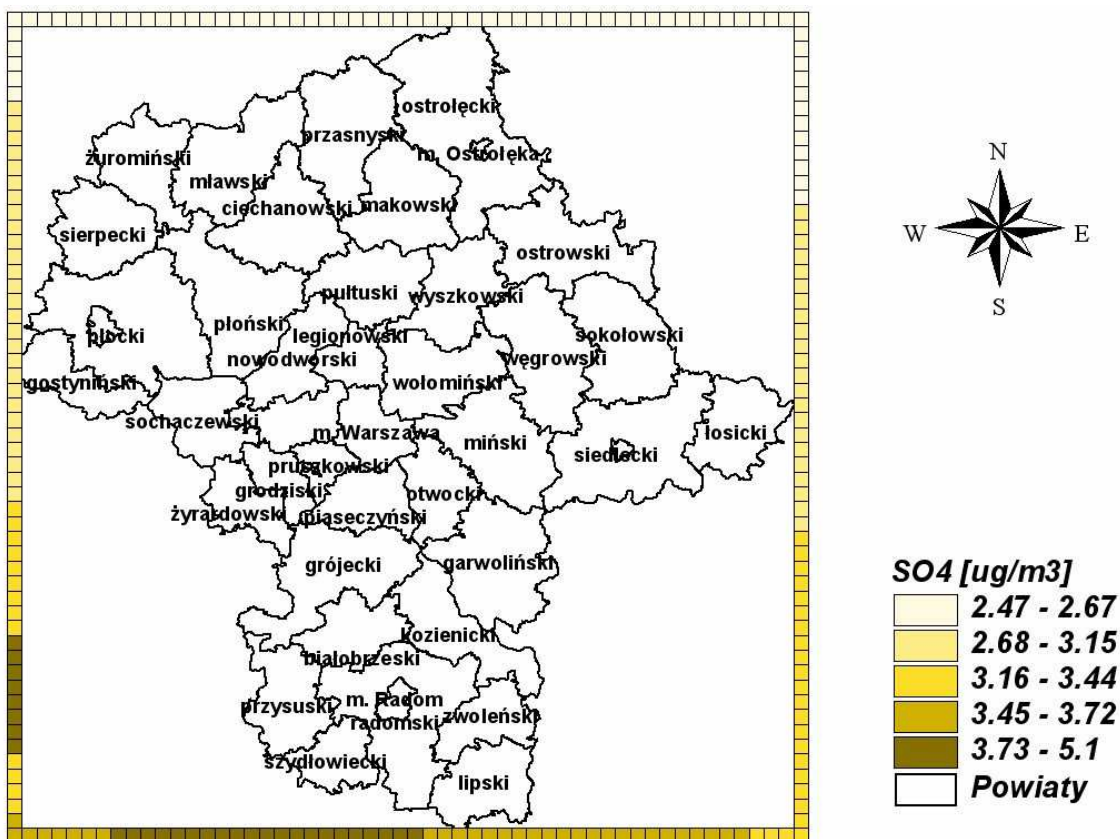 ostrołęcki
przasnyski
m. Ostrołęka
żuromiński
mławski
ciechanowski
makowski
sierpecki
ostrowski
pułtuski
wyszkowski
płoński
legionowski
sokołowski
płocki
nowodworski
węgrowski
gostyniński
wołomiński
sochaczewski
m. Warszawa
miński
łosicki
siedlecki
pruszkowski
grodziski
otwocki
żyrardowski
piaseczyński
grójecki
garwoliński
kozienicki
białobrzeski
m. Radom
przysuski
radomski
zwoleński
szydłowiecki
lipski
N
W
E
S
SO4 [ug/m3]
2.47 - 2.67
2.68 - 3.15
3.16 - 3.44
3.45 - 3.72
3.73 - 5.1
Powiaty